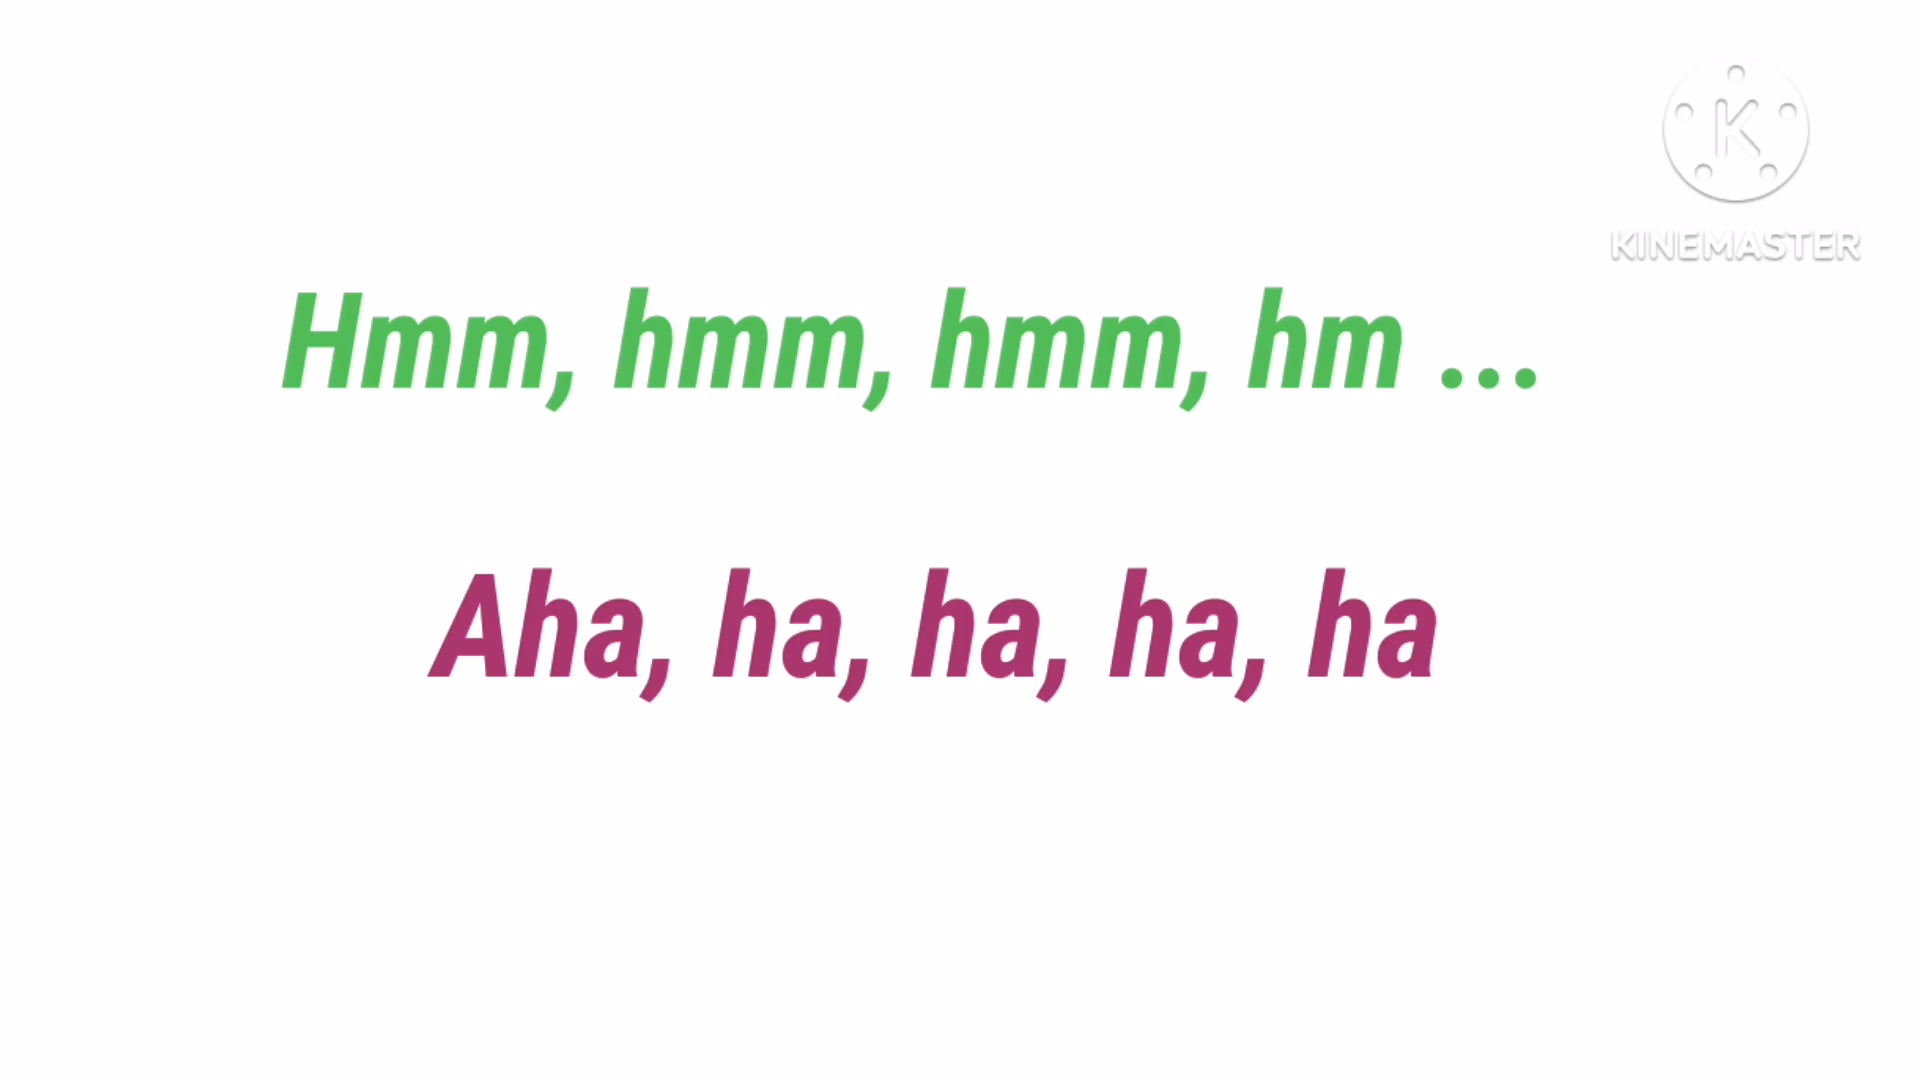 K
KINEMASTER
Hmm, hmm, hmm, hm ...
Aha, ha, ha, ha, ha